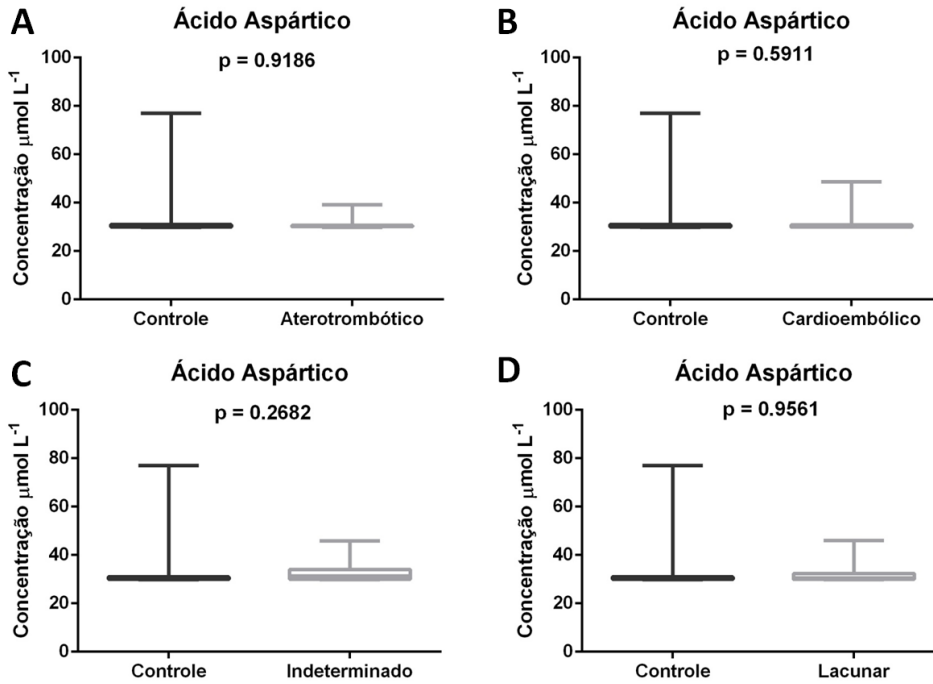 A
Ácido Aspártico
p = 0.9186
Concentração µmol L⁻¹
100
80
60
40
20
0
Controle
Aterotrombótico
B
Ácido Aspártico
p = 0.5911
Concentração µmol L⁻¹
100
80
60
40
20
0
Controle
Cardioembólico
C
Ácido Aspártico
p = 0.2682
Concentração µmol L⁻¹
100
80
60
40
20
0
Controle
Indeterminado
D
Ácido Aspártico
p = 0.9561
Concentração µmol L⁻¹
100
80
60
40
20
0
Controle
Lacunar